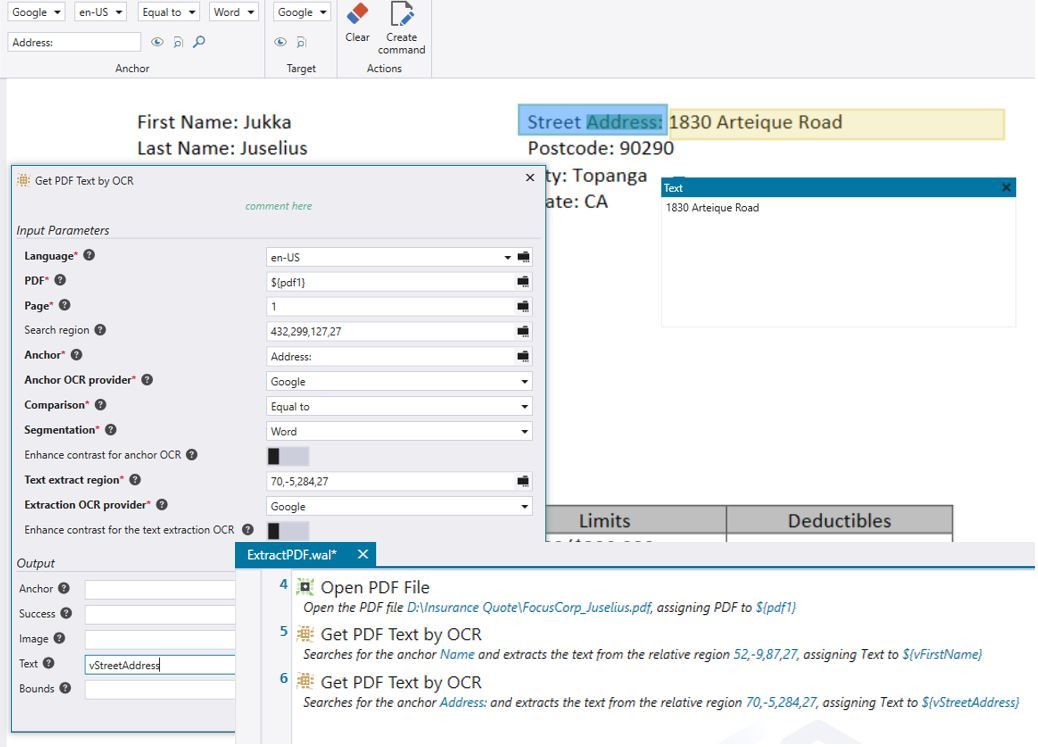 Google en-US Equal to Word Google
Address: Clear Create command
Anchor Target Actions
First Name: Jukka Street Address: 1830 Arteique Road
Last Name: Juselius Postcode: 90290
ty: Topanga
ate: CA
Text
1830 Arteique Road
Get PDF Text by OCR
comment here
Input Parameters
Language* en-US
PDF* ${pdf1}
Page* 1
Search region 432,299,127,27
Anchor* Address:
Anchor OCR provider* Google
Comparison* Equal to
Segmentation* Word
Enhance contrast for anchor OCR
Text extract region* 70,-5,284,27
Extraction OCR provider* Google
Enhance contrast for the text extraction OCR
Limits Deductibles
Output
Anchor
Success
Image
Text vStreetAddress
Bounds
ExtractPDF.wal*
4 Open PDF File
Open the PDF file D:\Insurance Quote\FocusCorp_Juselius.pdf, assigning PDF to ${pdf1}
5 Get PDF Text by OCR
Searches for the anchor Name and extracts the text from the relative region 52,-9,87,27, assigning Text to ${vFirstName}
6 Get PDF Text by OCR
Searches for the anchor Address: and extracts the text from the relative region 70,-5,284,27, assigning Text to ${vStreetAddress}